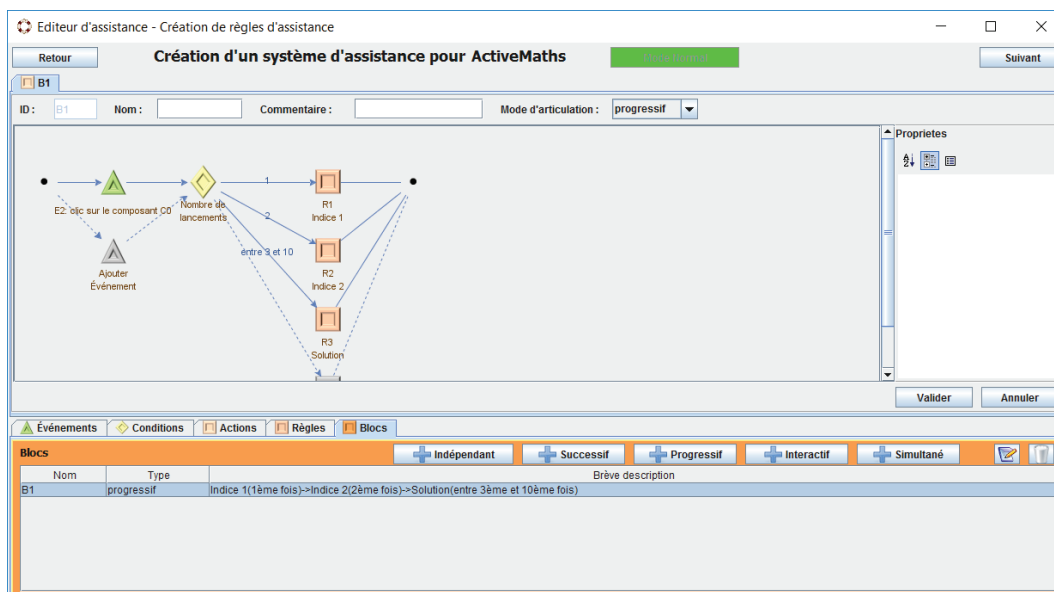 Editeur d'assistance - Création de règles d'assistance
Retour
Création d'un système d'assistance pour ActiveMaths
Suivant
B1
ID :
B1
Nom :
Commentaire :
Mode d'articulation :
progressif
Proprietes
1
E2: clic sur le composant C0
Nombre de
lancements
R1
Indice 1
2
Ajouter
Événement
entre 3 et 10
R2
Indice 2
R3
Solution
Valider
Annuler
Événements
Conditions
Actions
Règles
Blocs
Blocs
Indépendant
Successif
Progressif
Interactif
Simultané
Nom
Type
Brève description
B1
progressif
Indice 1(1ème fois)->Indice 2(2ème fois)->Solution(entre 3ème et 10ème fois)